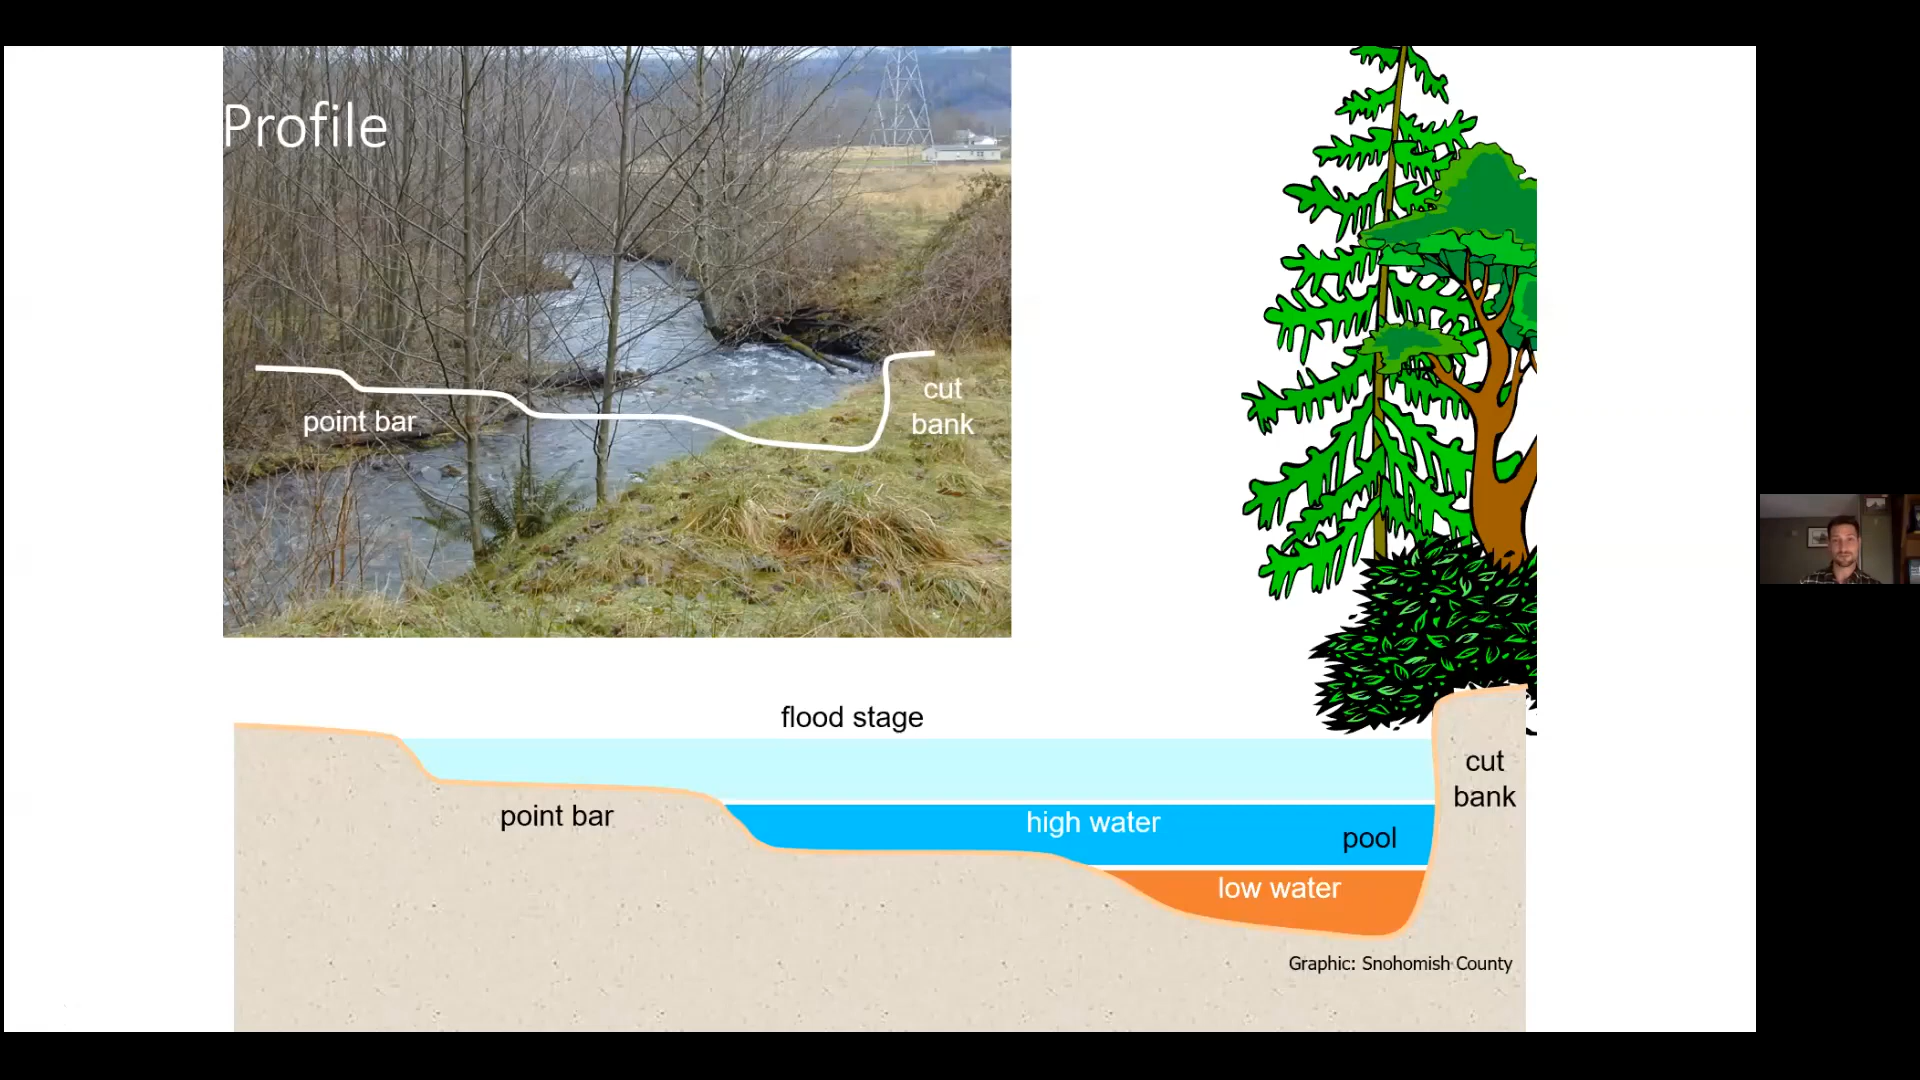 Profile
point bar
cut
bank
flood stage
point bar
high water
pool
low water
cut
bank
Graphic: Snohomish County